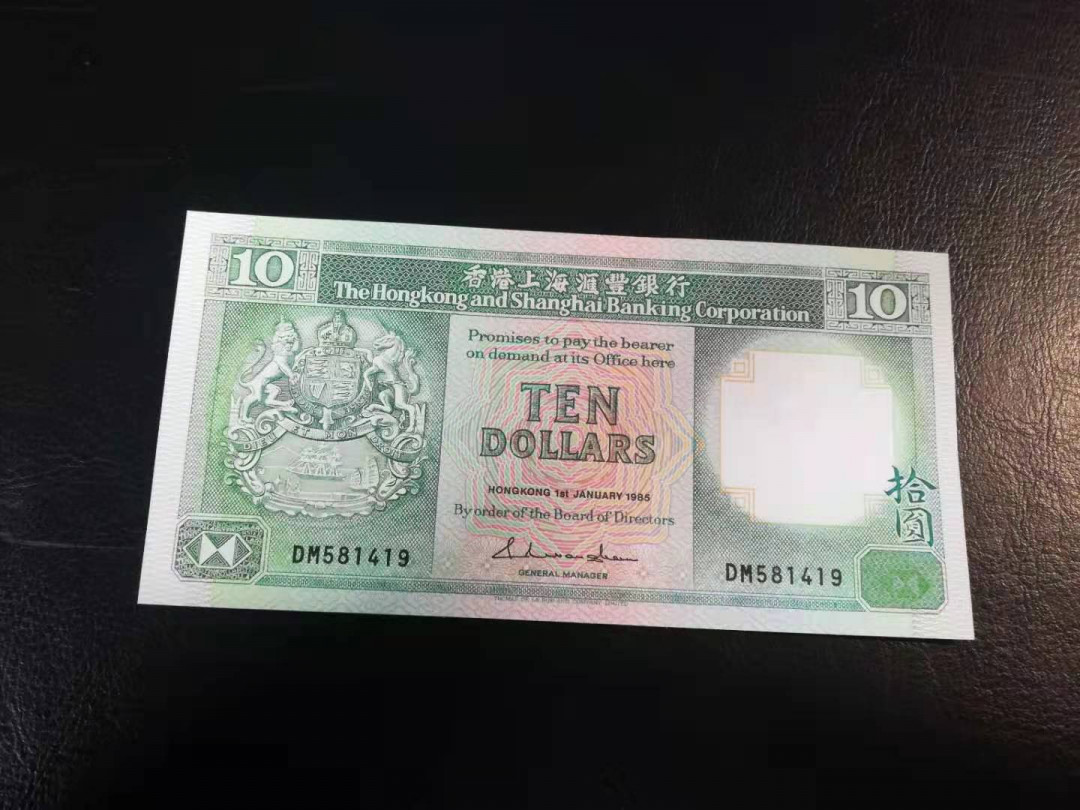 10
香港上海滙豐銀行
The Hongkong and Shanghai Banking Corporation
10
Promises to pay the bearer
on demand at its Office here
TEN
DOLLARS
HONGKONG 1st JANUARY 1985
By order of the Board of Directors
GENERAL MANAGER
拾
圓
DM581419
DM581419